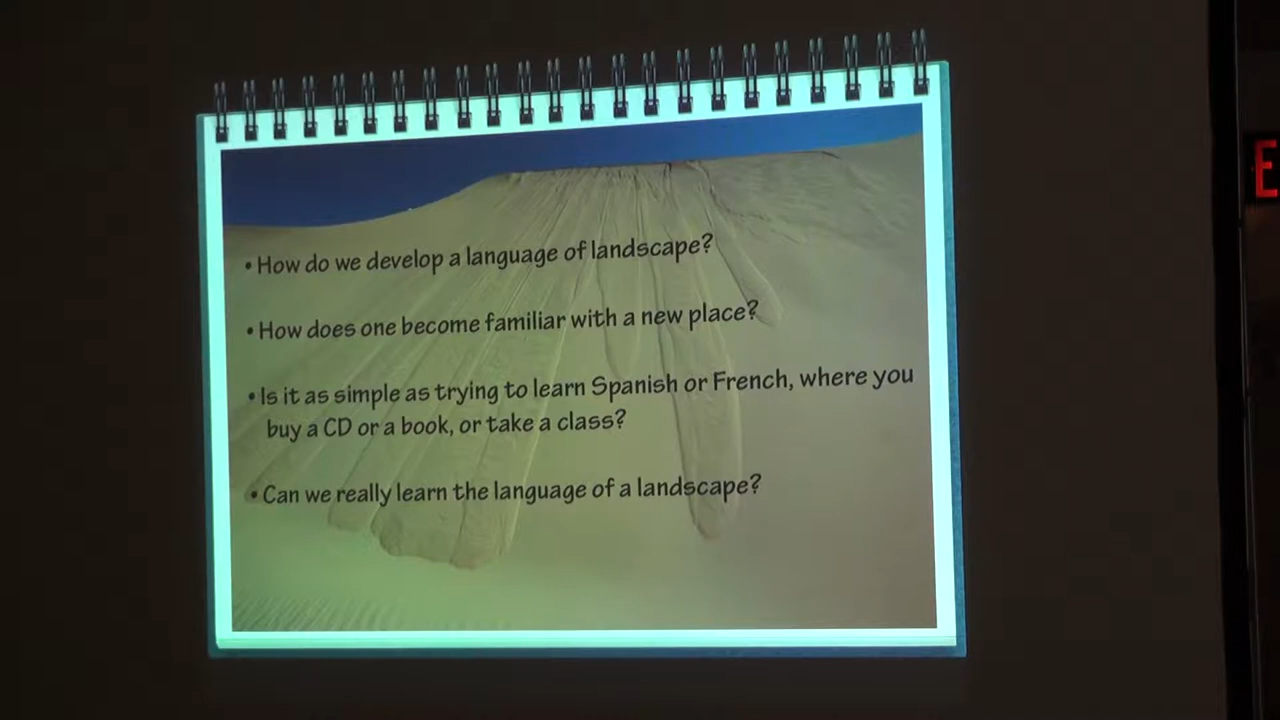 • How do we develop a language of landscape?
• How does one become familiar with a new place?
• Is it as simple as trying to learn Spanish or French, where you
buy a CD or a book, or take a class?
• Can we really learn the language of a landscape?
E